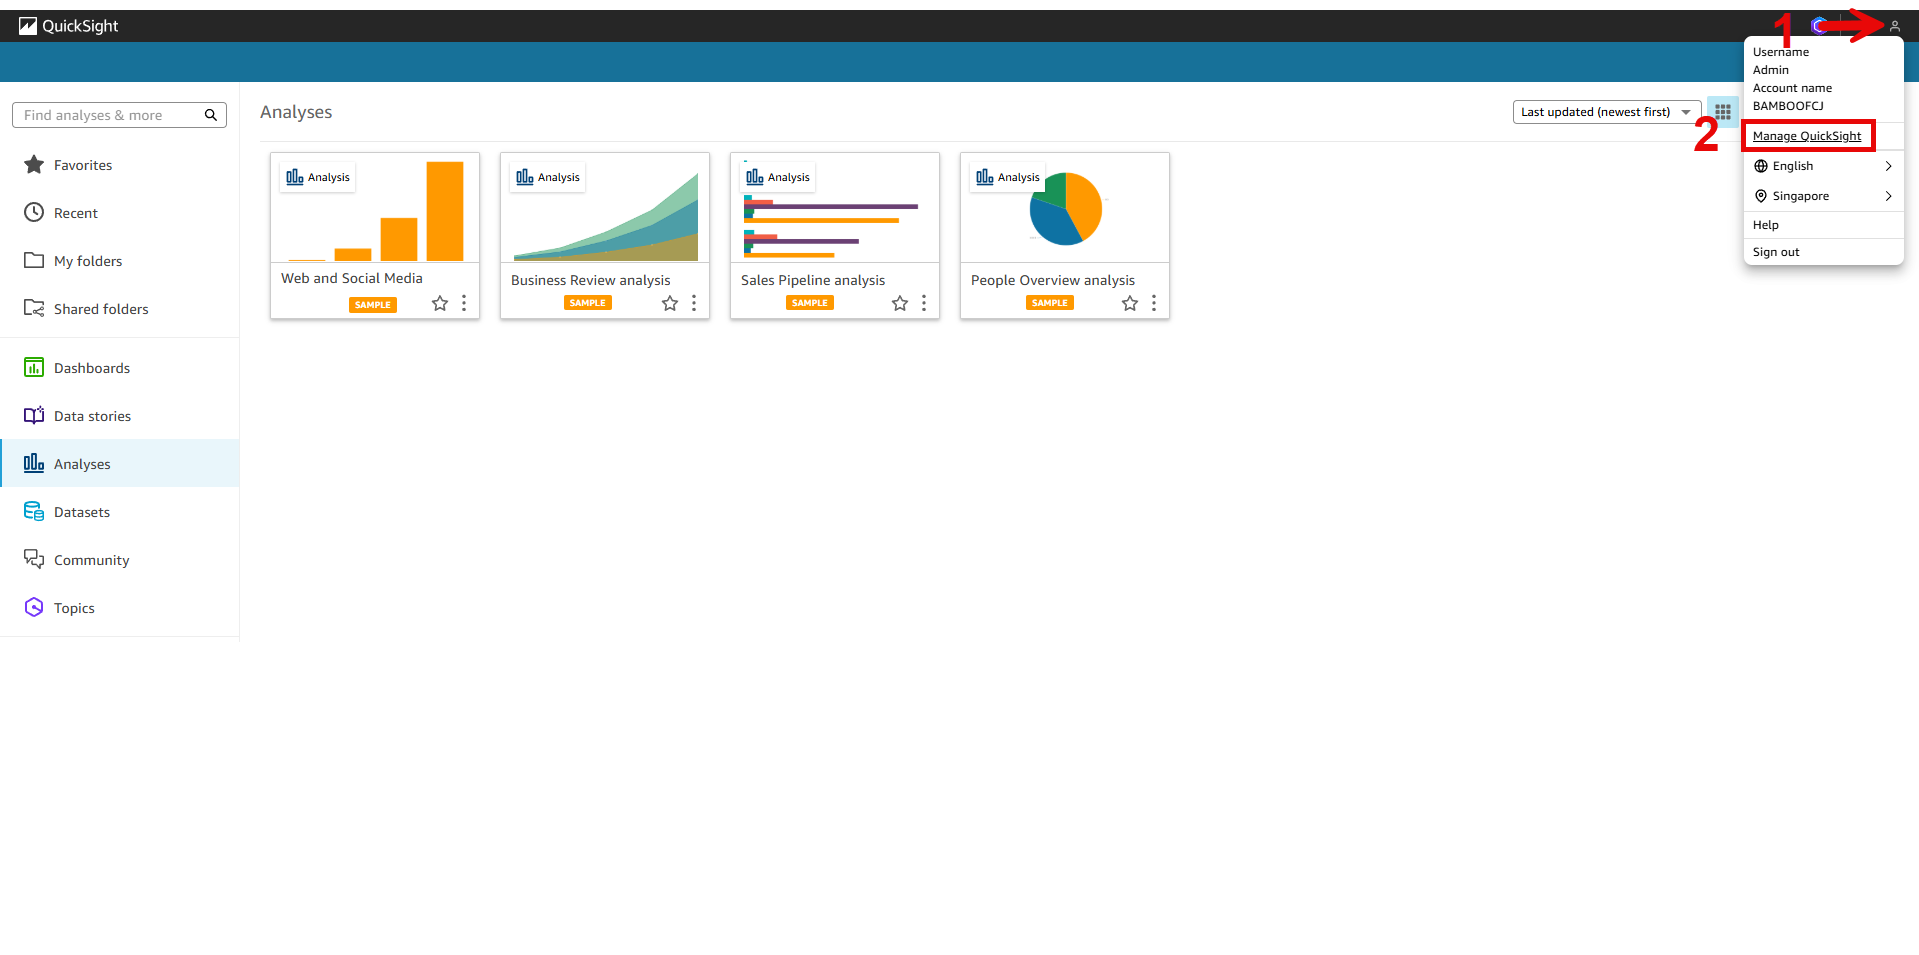 QuickSight
1
Username
Admin
Account name
BAMBOOFCJ
2
Manage QuickSight
English
Singapore
Help
Sign out
Find analyses & more
Favorites
Recent
My folders
Shared folders
Dashboards
Data stories
Analyses
Datasets
Community
Topics
Analyses
Last updated (newest first)
Analysis
Web and Social Media
SAMPLE
Analysis
Business Review analysis
SAMPLE
Analysis
Sales Pipeline analysis
SAMPLE
Analysis
People Overview analysis
SAMPLE